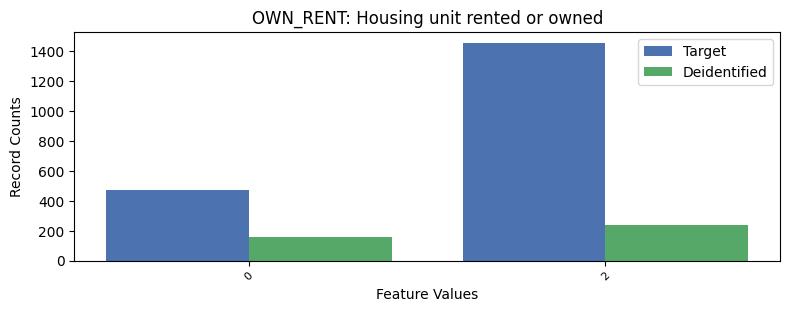 OWN_RENT: Housing unit rented or owned
Target
Deidentified
Record Counts
1400
1200
1000
800
600
400
200
0
0
2
Feature Values